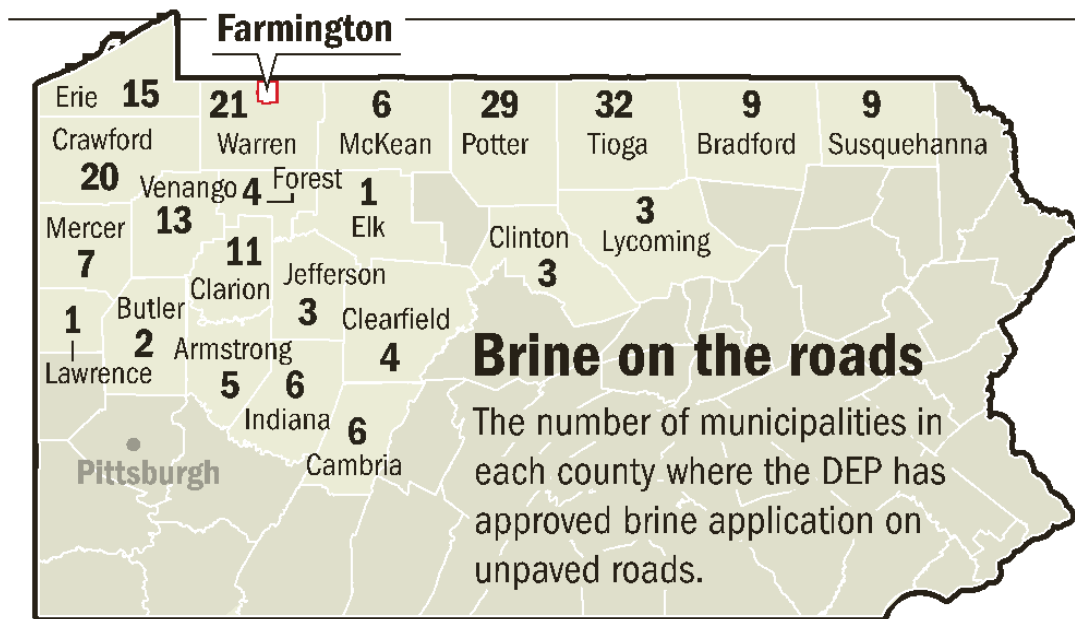 Farmington
Erie 15
21
Warren
6
McKean
29
Potter
32
Tioga
9
Bradford
9
Susquehanna
Crawford
20
Venango
13
4
Forest
1
Elk
Mercer
7
11
Clarion
Jefferson
3
Clinton
3
3
Lycoming
1
Lawrence
Butler
2
Armstrong
5
6
Indiana
Clearfield
4
6
Cambria
Pittsburgh
Brine on the roads
The number of municipalities in
each county where the DEP has
approved brine application on
unpaved roads.